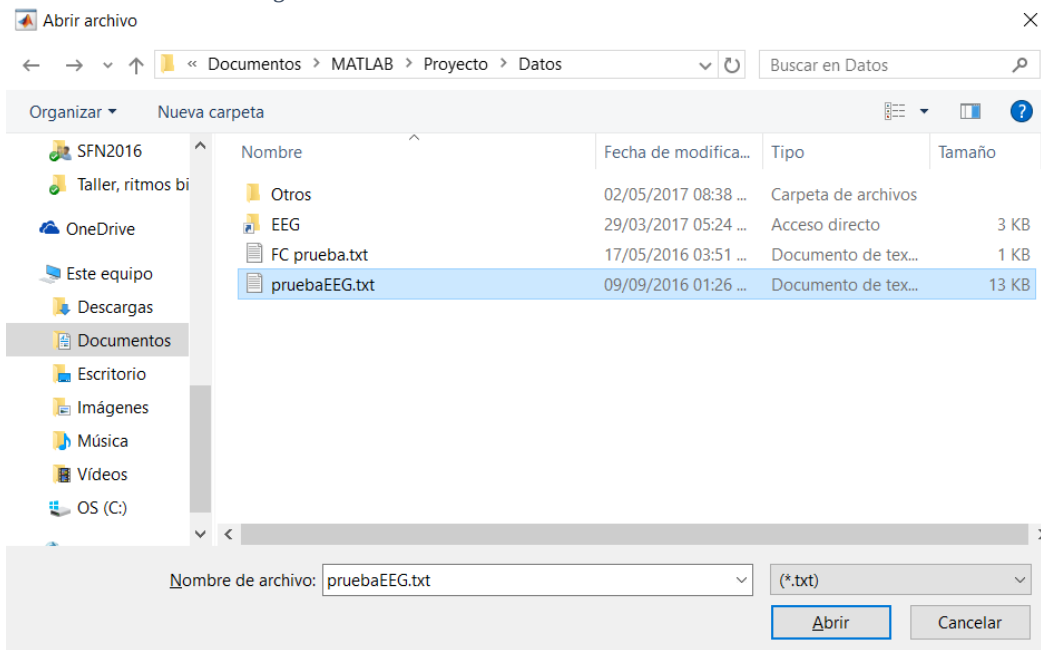 Abrir archivo
« Documentos > MATLAB > Proyecto > Datos
Buscar en Datos
Organizar Nueva carpeta
?
SFN2016
Taller, ritmos bi
OneDrive
Este equipo
Descargas
Documentos
Escritorio
Imágenes
Música
Vídeos
OS (C:)
Nombre Fecha de modifica... Tipo Tamaño
Otros 02/05/2017 08:38 ... Carpeta de archivos
EEG 29/03/2017 05:24 ... Acceso directo 3 KB
FC prueba.txt 17/05/2016 03:51 ... Documento de tex... 1 KB
pruebaEEG.txt 09/09/2016 01:26 ... Documento de tex... 13 KB
Nombre de archivo: pruebaEEG.txt (*.txt)
Abrir Cancelar